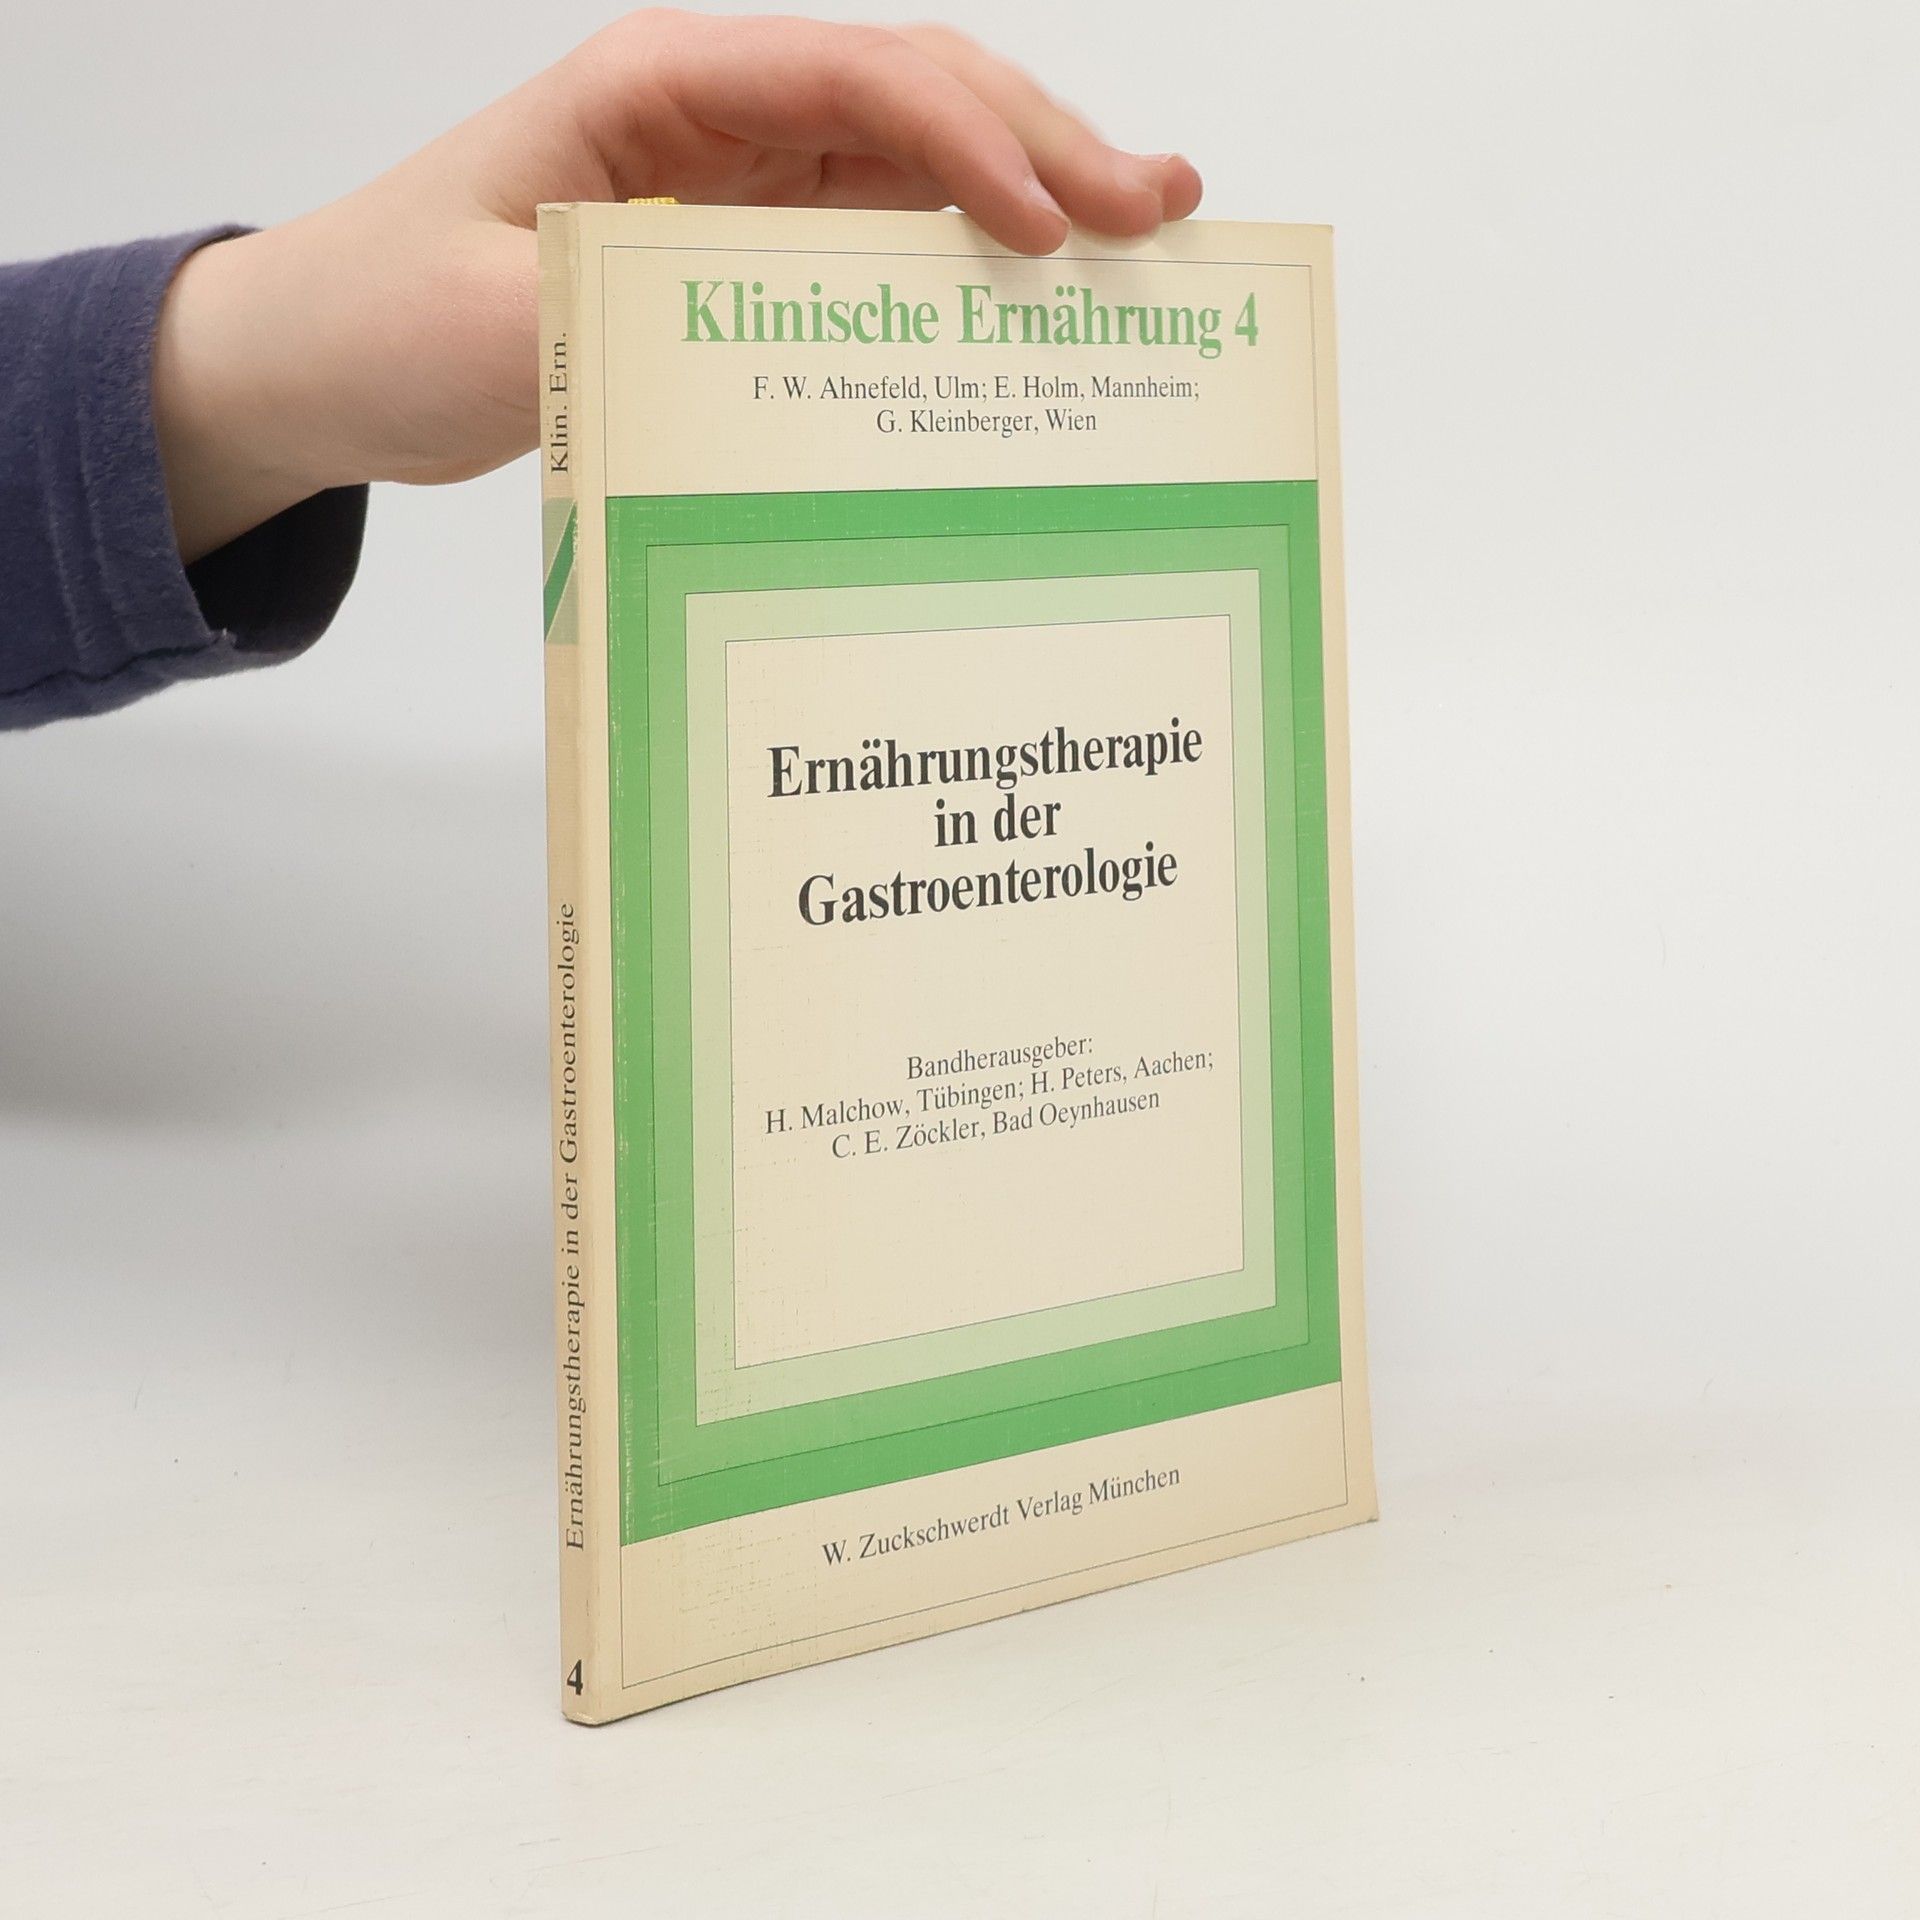 Klinische Ernährung 4
F. W. Ahnefeld, Ulm; E. Holm, Mannheim;
G. Kleinberger, Wien
Ernährungstherapie
in der
Gastroenterologie
Bandherausgeber:
H. Malchow, Tübingen; H. Peters, Aachen;
C. E. Zöckler, Bad Oeynhausen
W. Zuckschwerdt Verlag München
Klin. Ern.
Ernährungstherapie in der Gastroenterologie
4